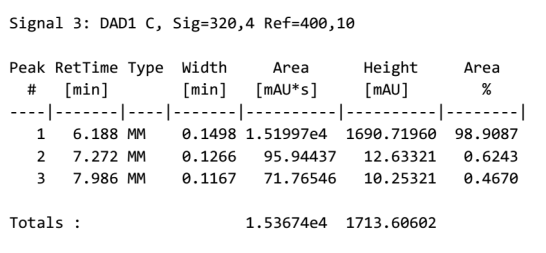 Signal 3: DAD1 C, Sig=320,4 Ref=400,10
Peak RetTime Type  Width     Area      Height     Area
  #   [min]        [min]   [mAU*s]     [mAU]        %
----|-------|----|-------|----------|----------|--------|
   1   6.188 MM    0.1498 1.51997e4  1690.71960  98.9087
   2   7.272 MM    0.1266   95.94437   12.63321   0.6243
   3   7.986 MM    0.1167   71.76546   10.25321   0.4670
Totals :                  1.53674e4  1713.60602